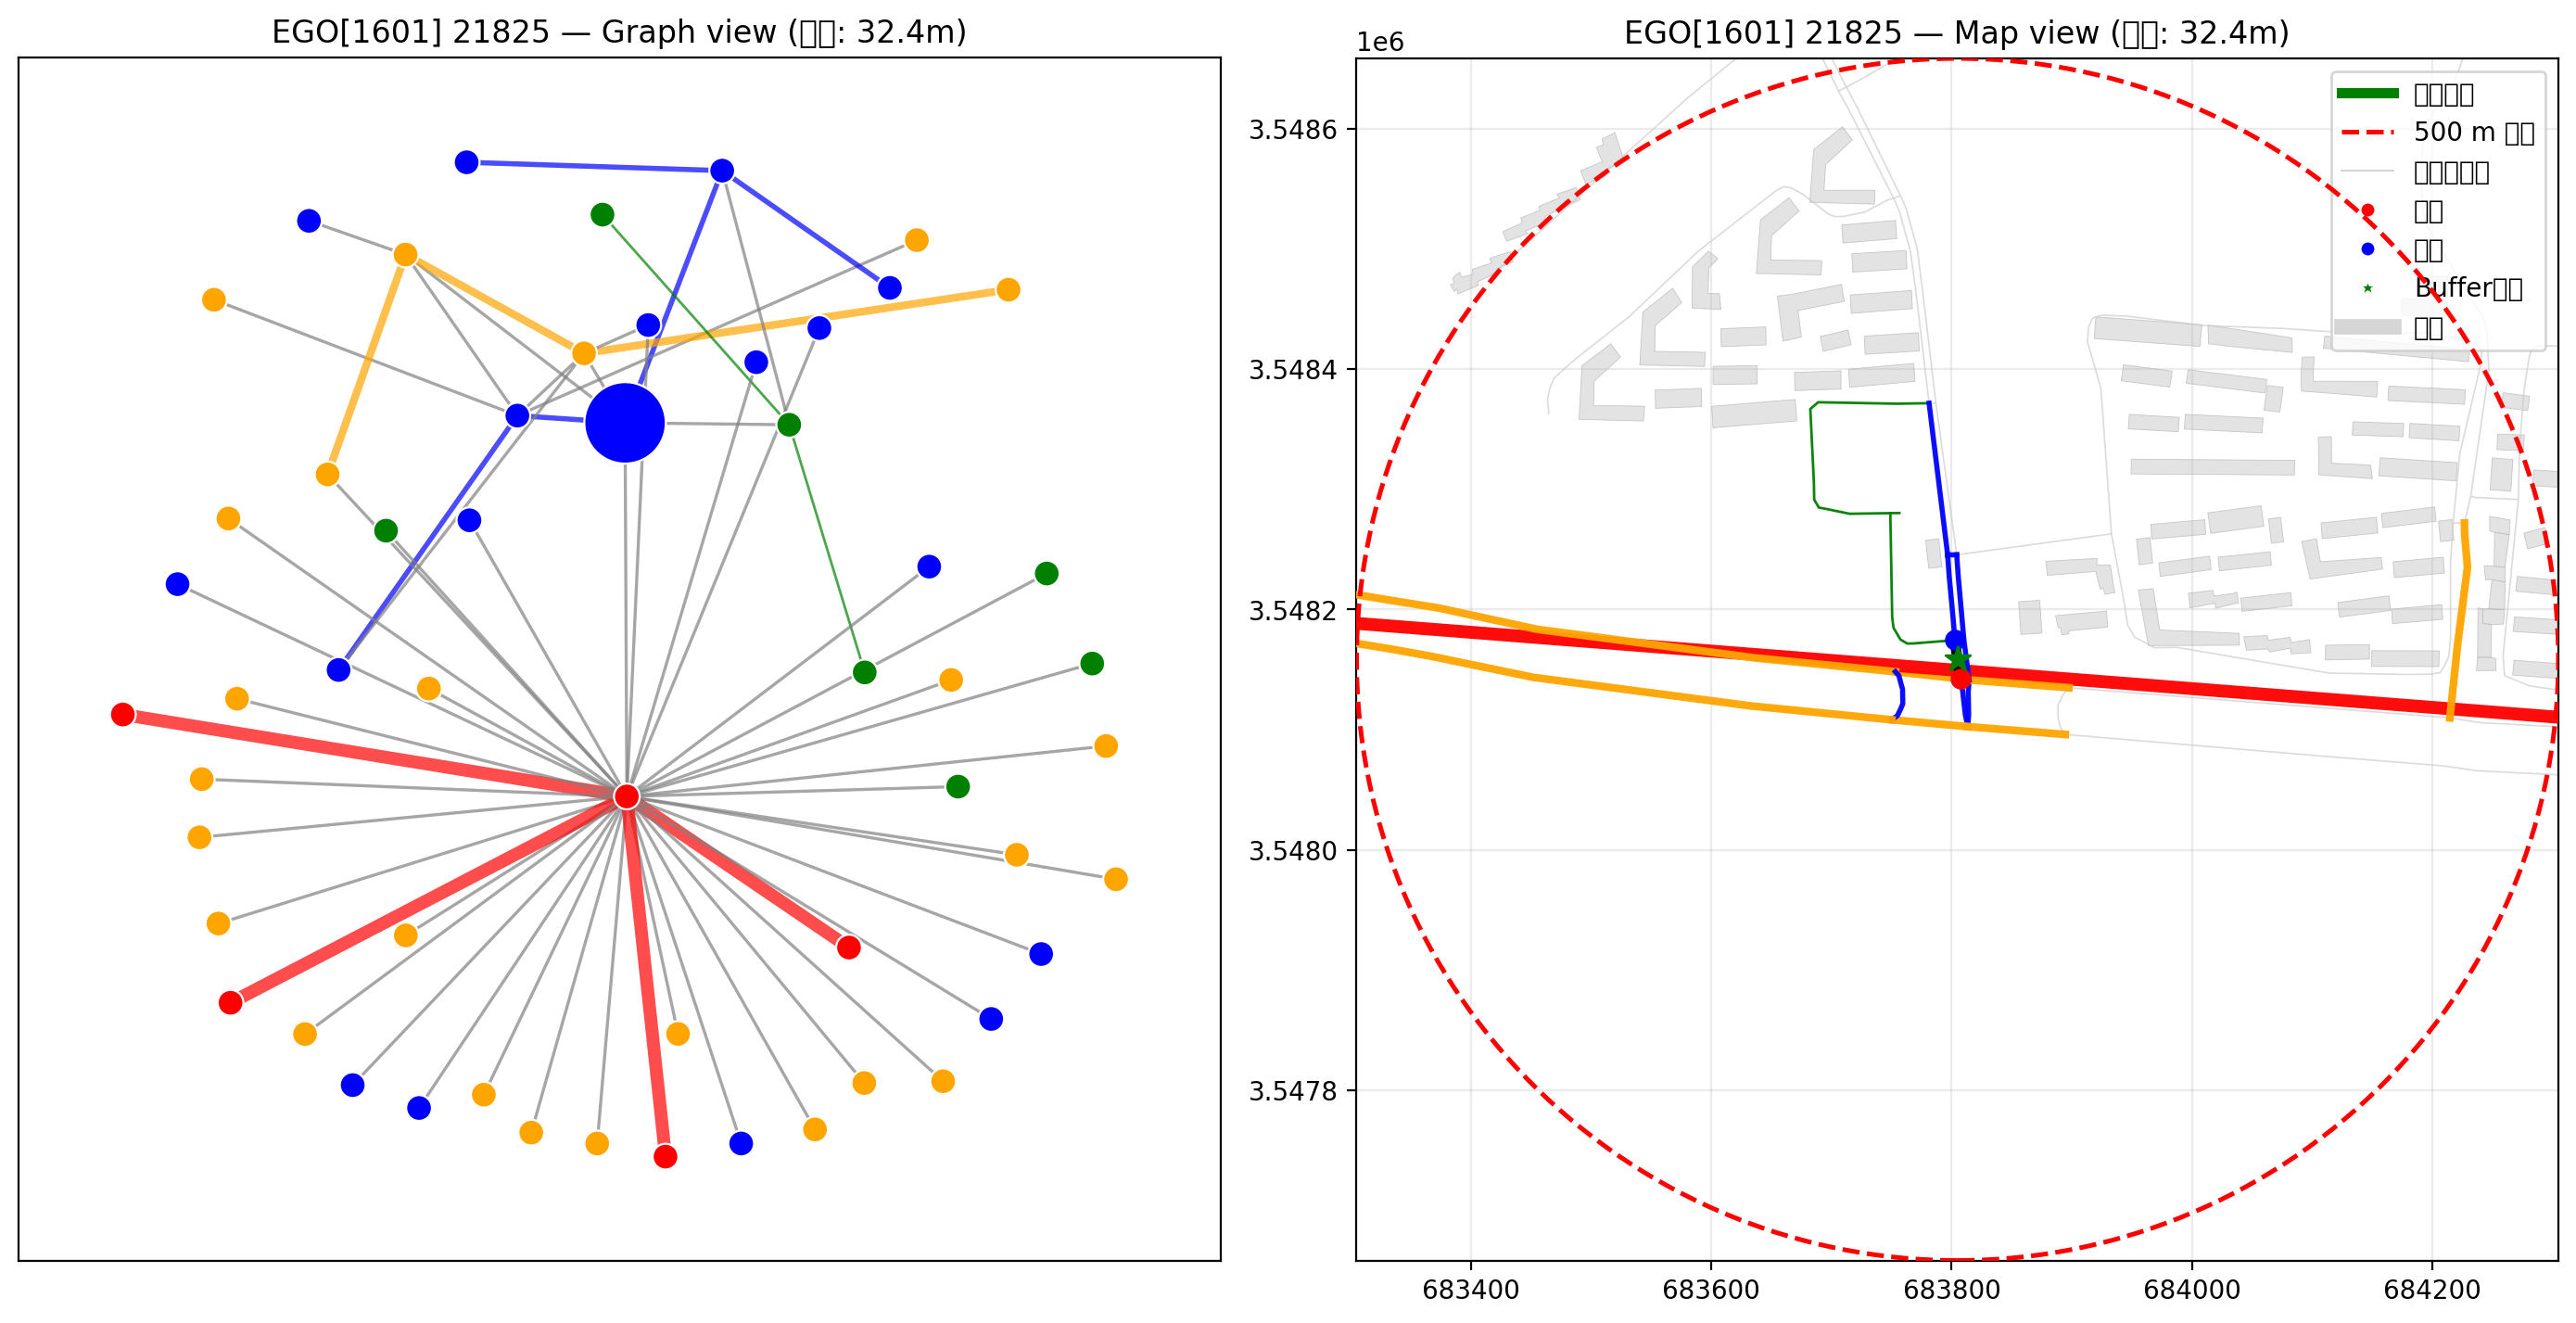 EGO[1601] 21825 — Graph view (: 32.4m)
EGO[1601] 21825 — Map view (: 32.4m)
1e6
3.5486
3.5484
3.5482
3.5480
3.5478
683400
683600
683800
684000
684200
500 m
Buffer